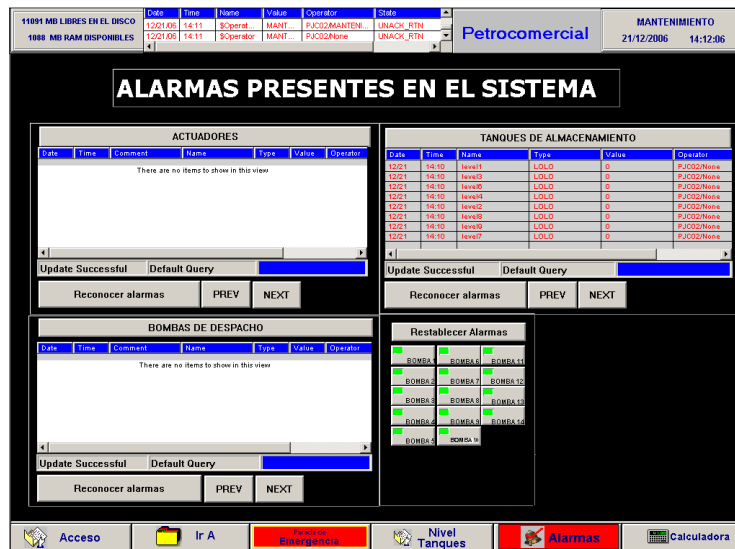 11091 MB LIBRES EN EL DISCO
1088 MB RAM DISPONIBLES
Date Time Name Value Operator State
12/21/06 14:11 $Operat... MANT... PJC02/MANTENI... UNACK_RTN
12/21/06 14:11 $Operator MANT... PJC02/None UNACK_RTN
Petrocomercial
MANTENIMIENTO
21/12/2006 14:12:06
ALARMAS PRESENTES EN EL SISTEMA
ACTUADORES
Date Time Comment Name Type Value Operator
There are no items to show in this view
Update Successful Default Query
Reconocer alarmas PREV NEXT
TANQUES DE ALMACENAMIENTO
Date Time Name Type Value Operator
12/21 14:10 level1 LOLO 0 PJC02/None
12/21 14:10 level3 LOLO 0 PJC02/None
12/21 14:10 level6 LOLO 0 PJC02/None
12/21 14:10 level4 LOLO 0 PJC02/None
12/21 14:10 level2 LOLO 0 PJC02/None
12/21 14:10 level8 LOLO 0 PJC02/None
12/21 14:10 level9 LOLO 0 PJC02/None
12/21 14:10 level7 LOLO 0 PJC02/None
Update Successful Default Query
Reconocer alarmas PREV NEXT
BOMBAS DE DESPACHO
Date Time Comment Name Type Value Operator
There are no items to show in this view
Update Successful Default Query
Reconocer alarmas PREV NEXT
Restablecer Alarmas
BOMBA 1 BOMBA 6 BOMBA 11
BOMBA 2 BOMBA 7 BOMBA 12
BOMBA 3 BOMBA 8 BOMBA 13
BOMBA 4 BOMBA 9 BOMBA 14
BOMBA 5 BOMBA 10
Acceso
Ir A
Parada de
Emergencia
Nivel
Tanques
Alarmas
Calculadora